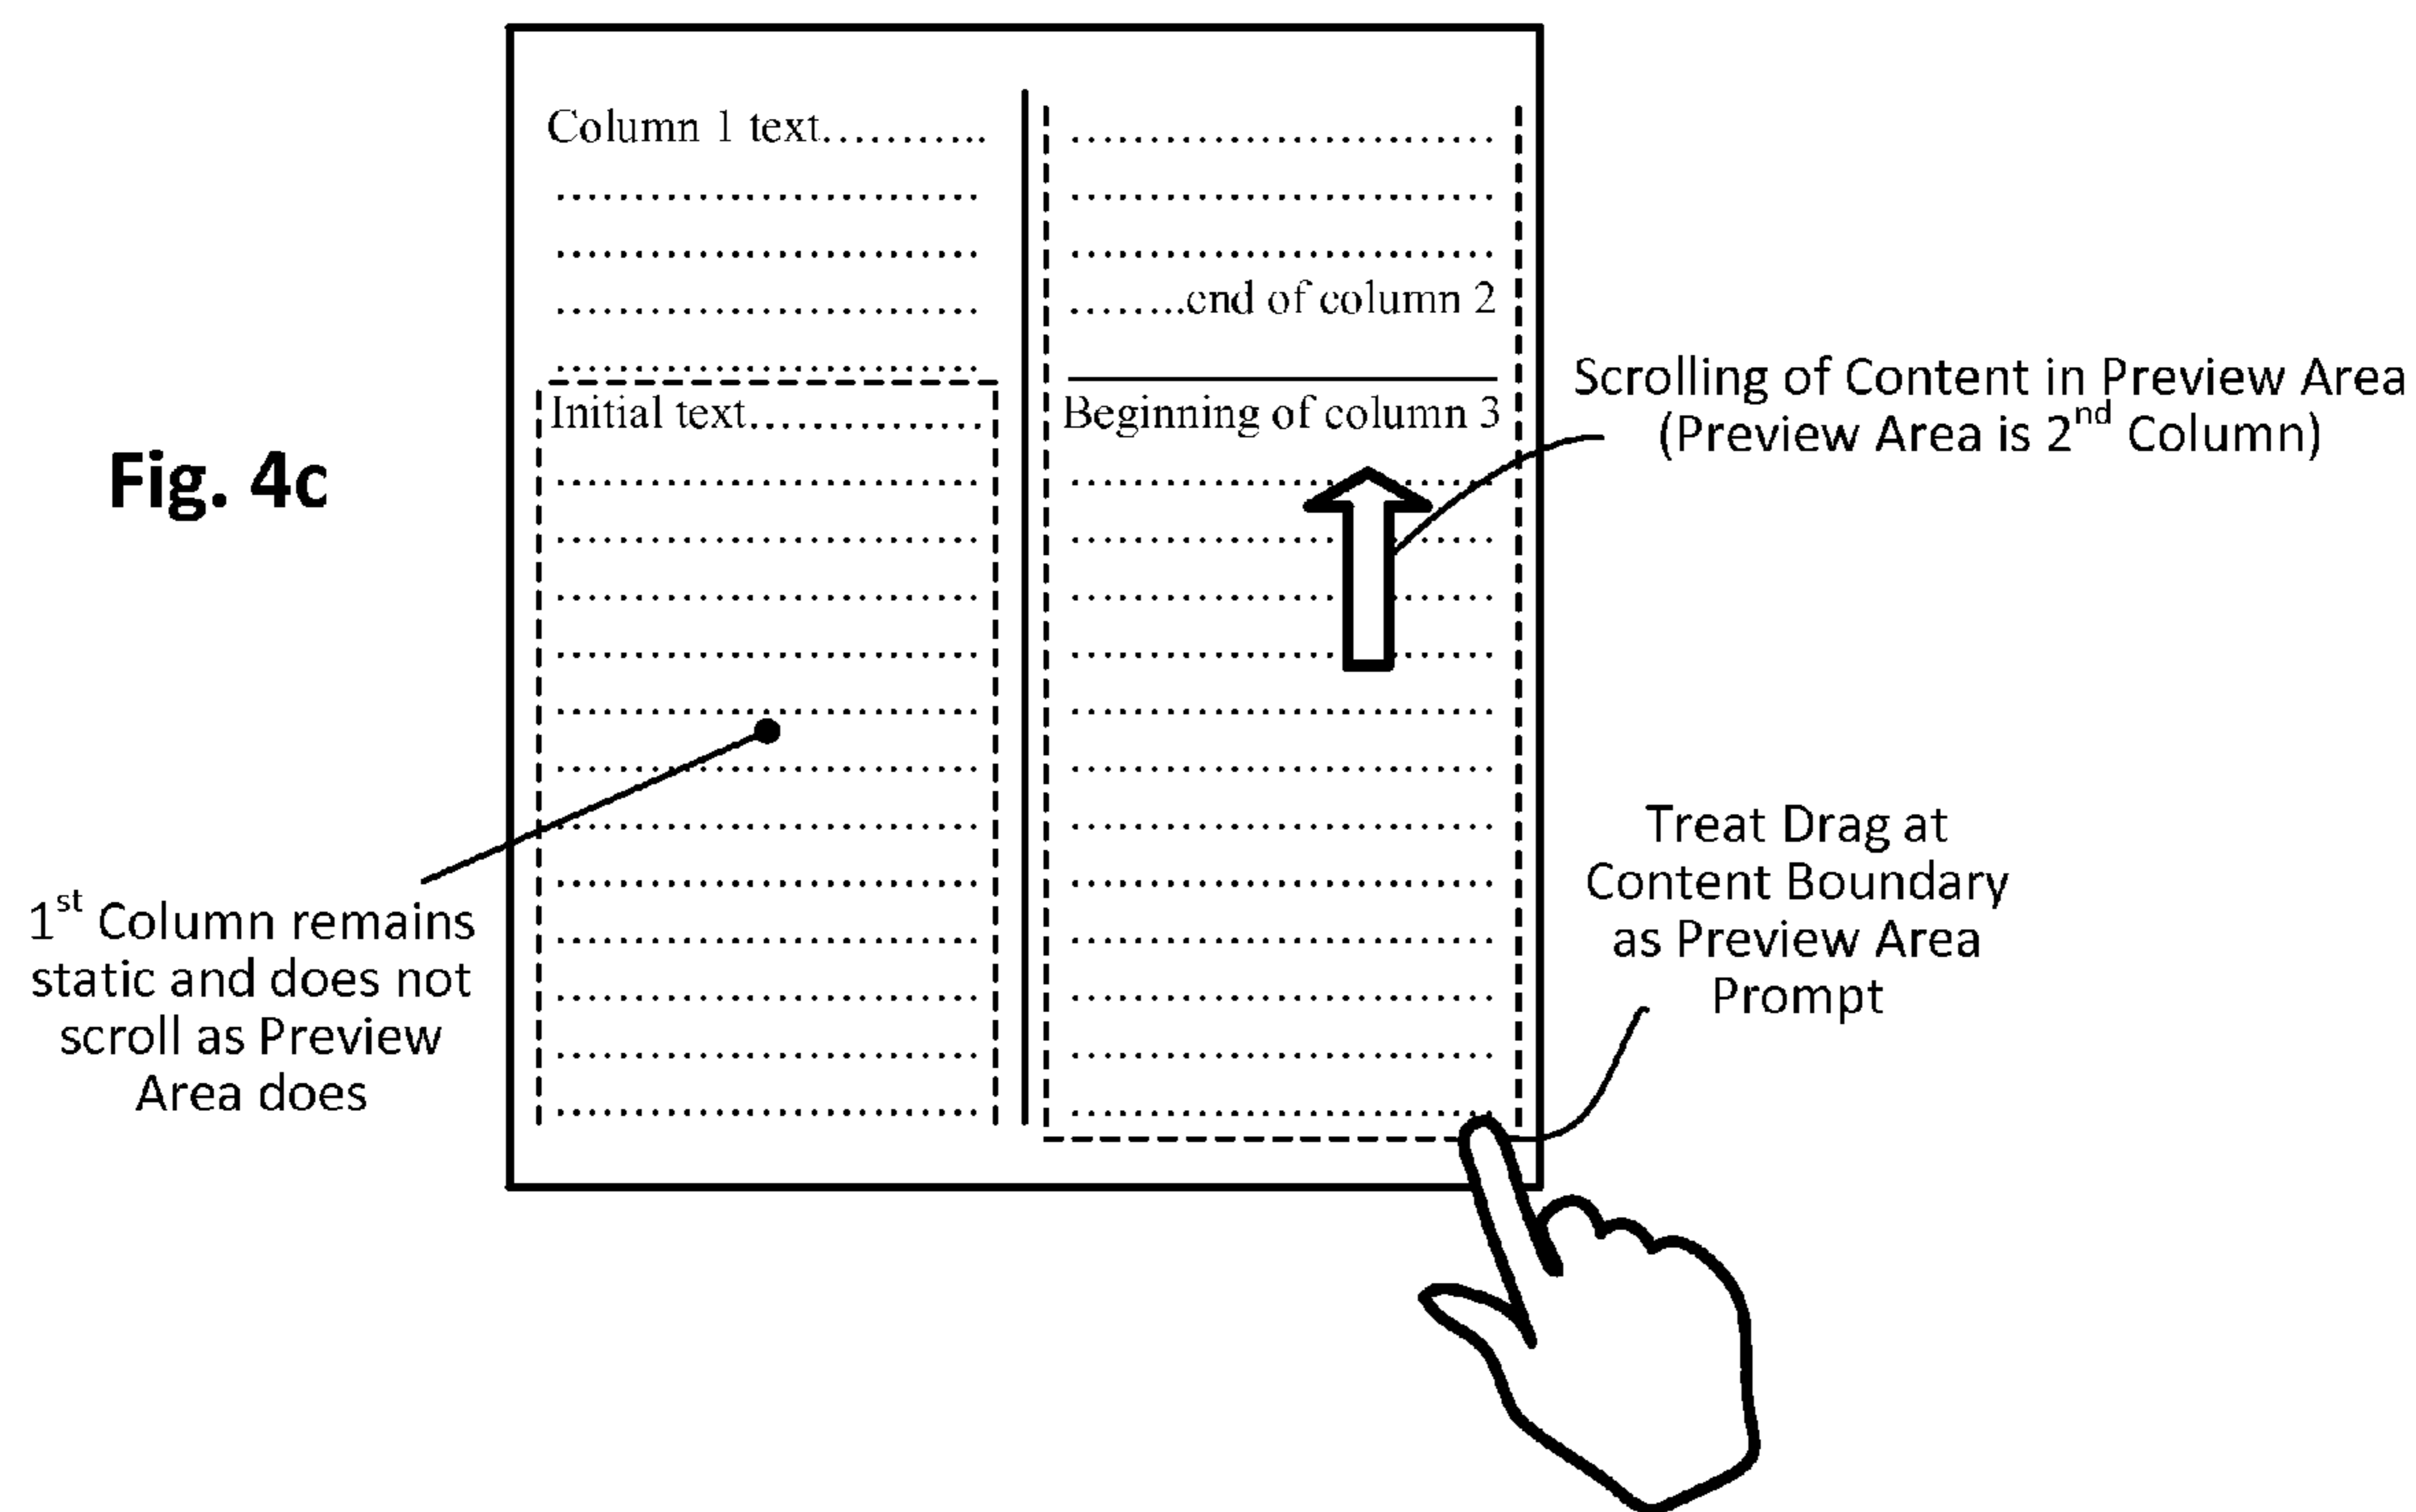 Fig. 4c
Column 1 text...........
Initial text...............
........end of column 2
Beginning of column 3
Scrolling of Content in Preview Area
(Preview Area is 2nd Column)
1st Column remains
static and does not
scroll as Preview
Area does
Treat Drag at
Content Boundary
as Preview Area
Prompt